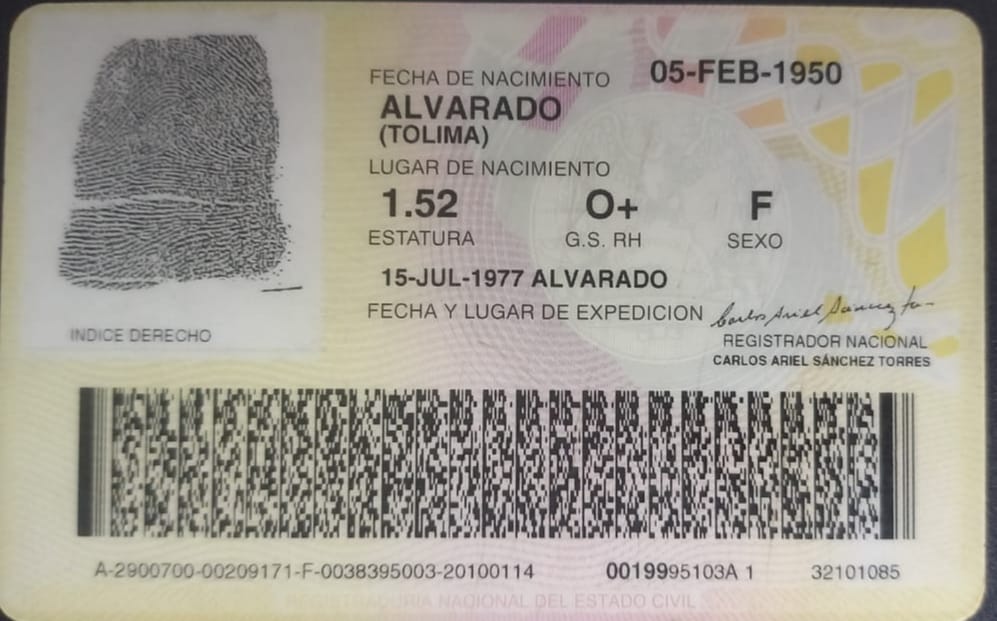 FECHA DE NACIMIENTO 05-FEB-1950
ALVARADO
(TOLIMA)
LUGAR DE NACIMIENTO
1.52 O+ F
ESTATURA G.S. RH SEXO
15-JUL-1977 ALVARADO
FECHA Y LUGAR DE EXPEDICION
INDICE DERECHO
Carlos Ariel Sánchez
REGISTRADOR NACIONAL
CARLOS ARIEL SÁNCHEZ TORRES
A-2900700-00209171-F-0038395003-20100114 0019995103A 1 32101085
REGISTRADURIA NACIONAL DEL ESTADO CIVIL